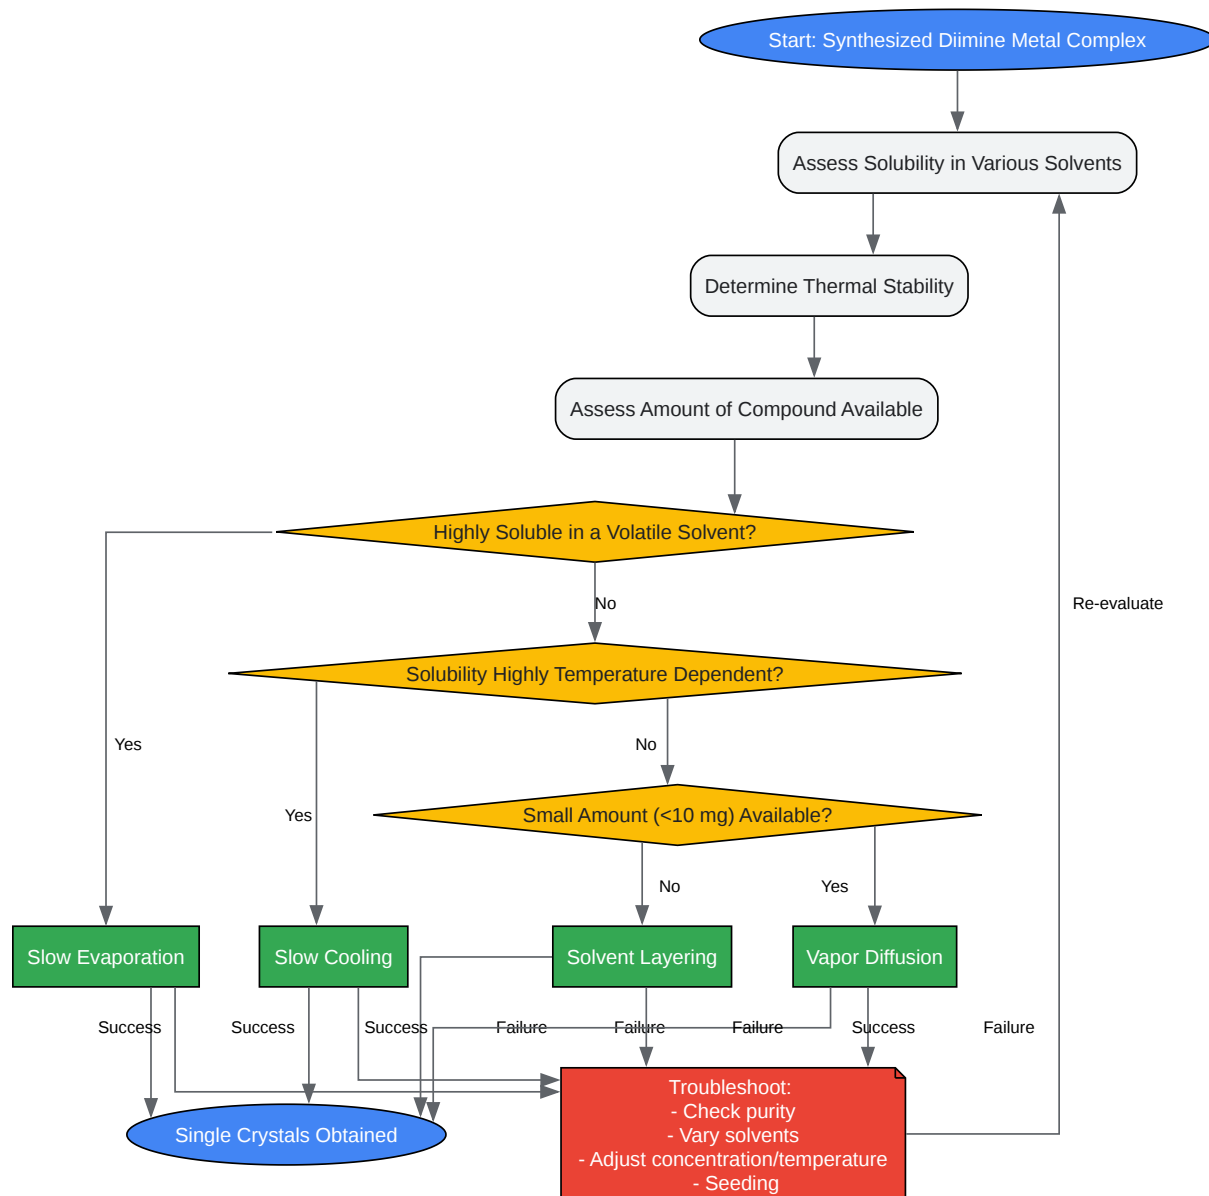 Start: Synthesized Diimine Metal Complex
Assess Solubility in Various Solvents
Determine Thermal Stability
Assess Amount of Compound Available
Highly Soluble in a Volatile Solvent?
No
Re-evaluate
Solubility Highly Temperature Dependent?
Yes
No
Yes
Small Amount (<10 mg) Available?
No
Yes
Slow Evaporation
Slow Cooling
Solvent Layering
Vapor Diffusion
Success
Success
Success
Failure
Failure
Failure
Success
Failure
Troubleshoot:
- Check purity
- Vary solvents
- Adjust concentration/temperature
- Seeding
Single Crystals Obtained